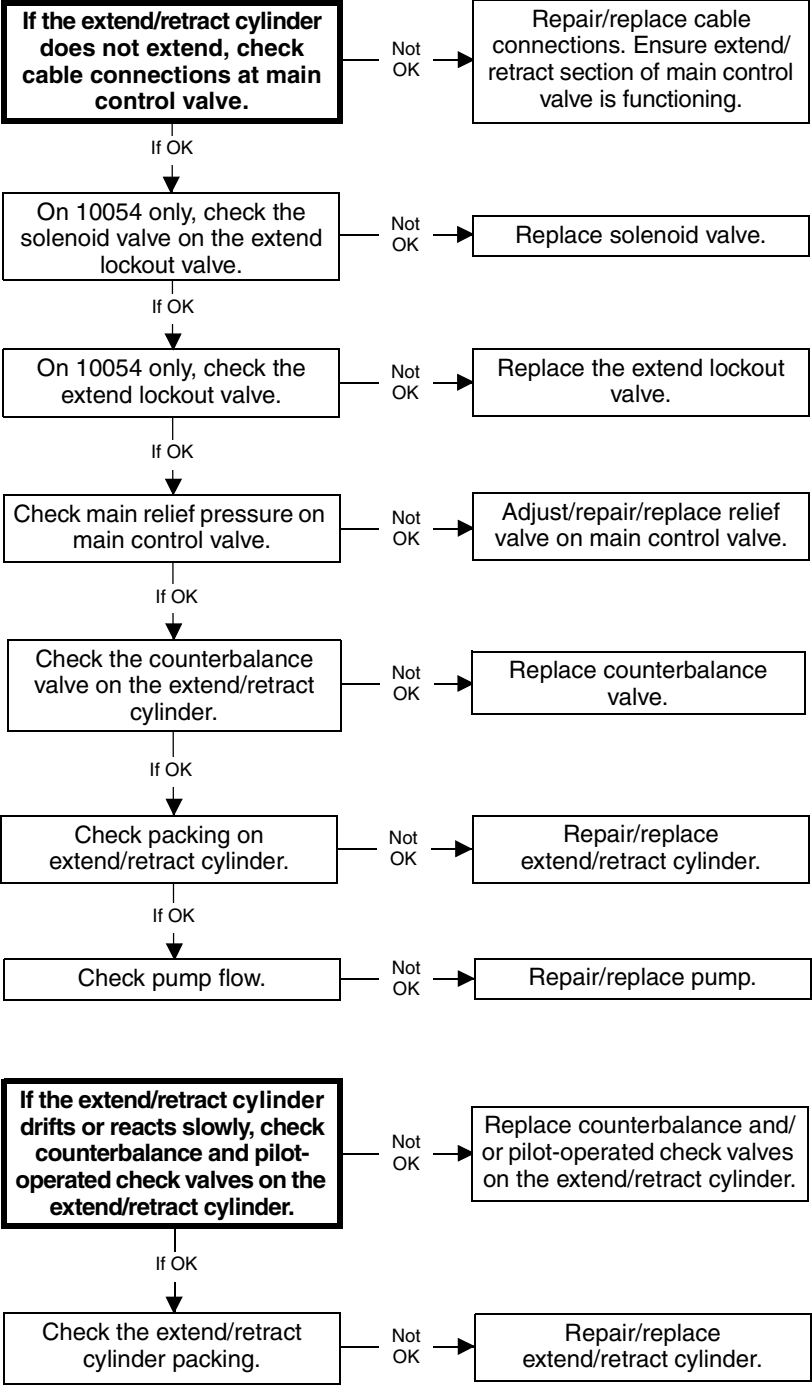 If the extend/retract cylinder
does not extend, check
cable connections at main
control valve.
Not
OK
Repair/replace cable
connections. Ensure extend/
retract section of main control
valve is functioning.
If OK
On 10054 only, check the
solenoid valve on the extend
lockout valve.
Not
OK
Replace solenoid valve.
If OK
On 10054 only, check the
extend lockout valve.
Not
OK
Replace the extend lockout
valve.
If OK
Check main relief pressure on
main control valve.
Not
OK
Adjust/repair/replace relief
valve on main control valve.
If OK
Check the counterbalance
valve on the extend/retract
cylinder.
Not
OK
Replace counterbalance
valve.
If OK
Check packing on
extend/retract cylinder.
Not
OK
Repair/replace
extend/retract cylinder.
If OK
Check pump flow.
Not
OK
Repair/replace pump.
If the extend/retract cylinder
drifts or reacts slowly, check
counterbalance and pilot-
operated check valves on the
extend/retract cylinder.
Not
OK
Replace counterbalance and/
or pilot-operated check valves
on the extend/retract cylinder.
If OK
Check the extend/retract
cylinder packing.
Not
OK
Repair/replace
extend/retract cylinder.